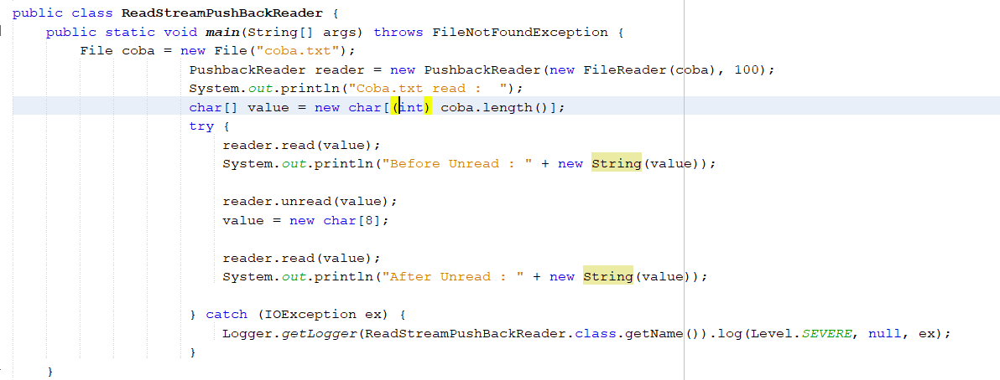 public class ReadStreamPushBackReader {
public static void main(String[] args) throws FileNotFoundException {
File coba = new File("coba.txt");
PushbackReader reader = new PushbackReader(new FileReader(coba), 100);
System.out.println("Coba.txt read :  ");
char[] value = new char[(int) coba.length()];
try {
reader.read(value);
System.out.println("Before Unread : " + new String(value));
reader.unread(value);
value = new char[8];
reader.read(value);
System.out.println("After Unread : " + new String(value));
} catch (IOException ex) {
Logger.getLogger(ReadStreamPushBackReader.class.getName()).log(Level.SEVERE, null, ex);
}
}